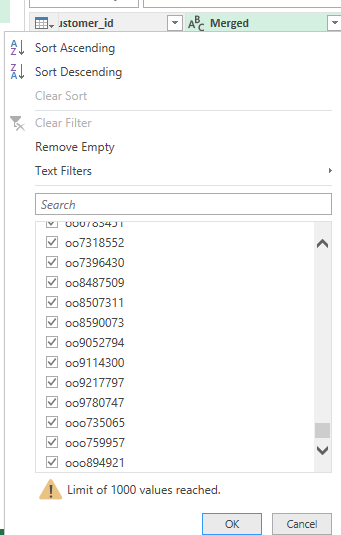 ustomer_id ABC Merged
Sort Ascending
Sort Descending
Clear Sort
Clear Filter
Remove Empty
Text Filters
Search
oo6783451
oo7318552
oo7396430
oo8487509
oo8507311
oo8590073
oo9052794
oo9114300
oo9217797
oo9780747
ooo735065
ooo759957
ooo894921
Limit of 1000 values reached.
OK Cancel